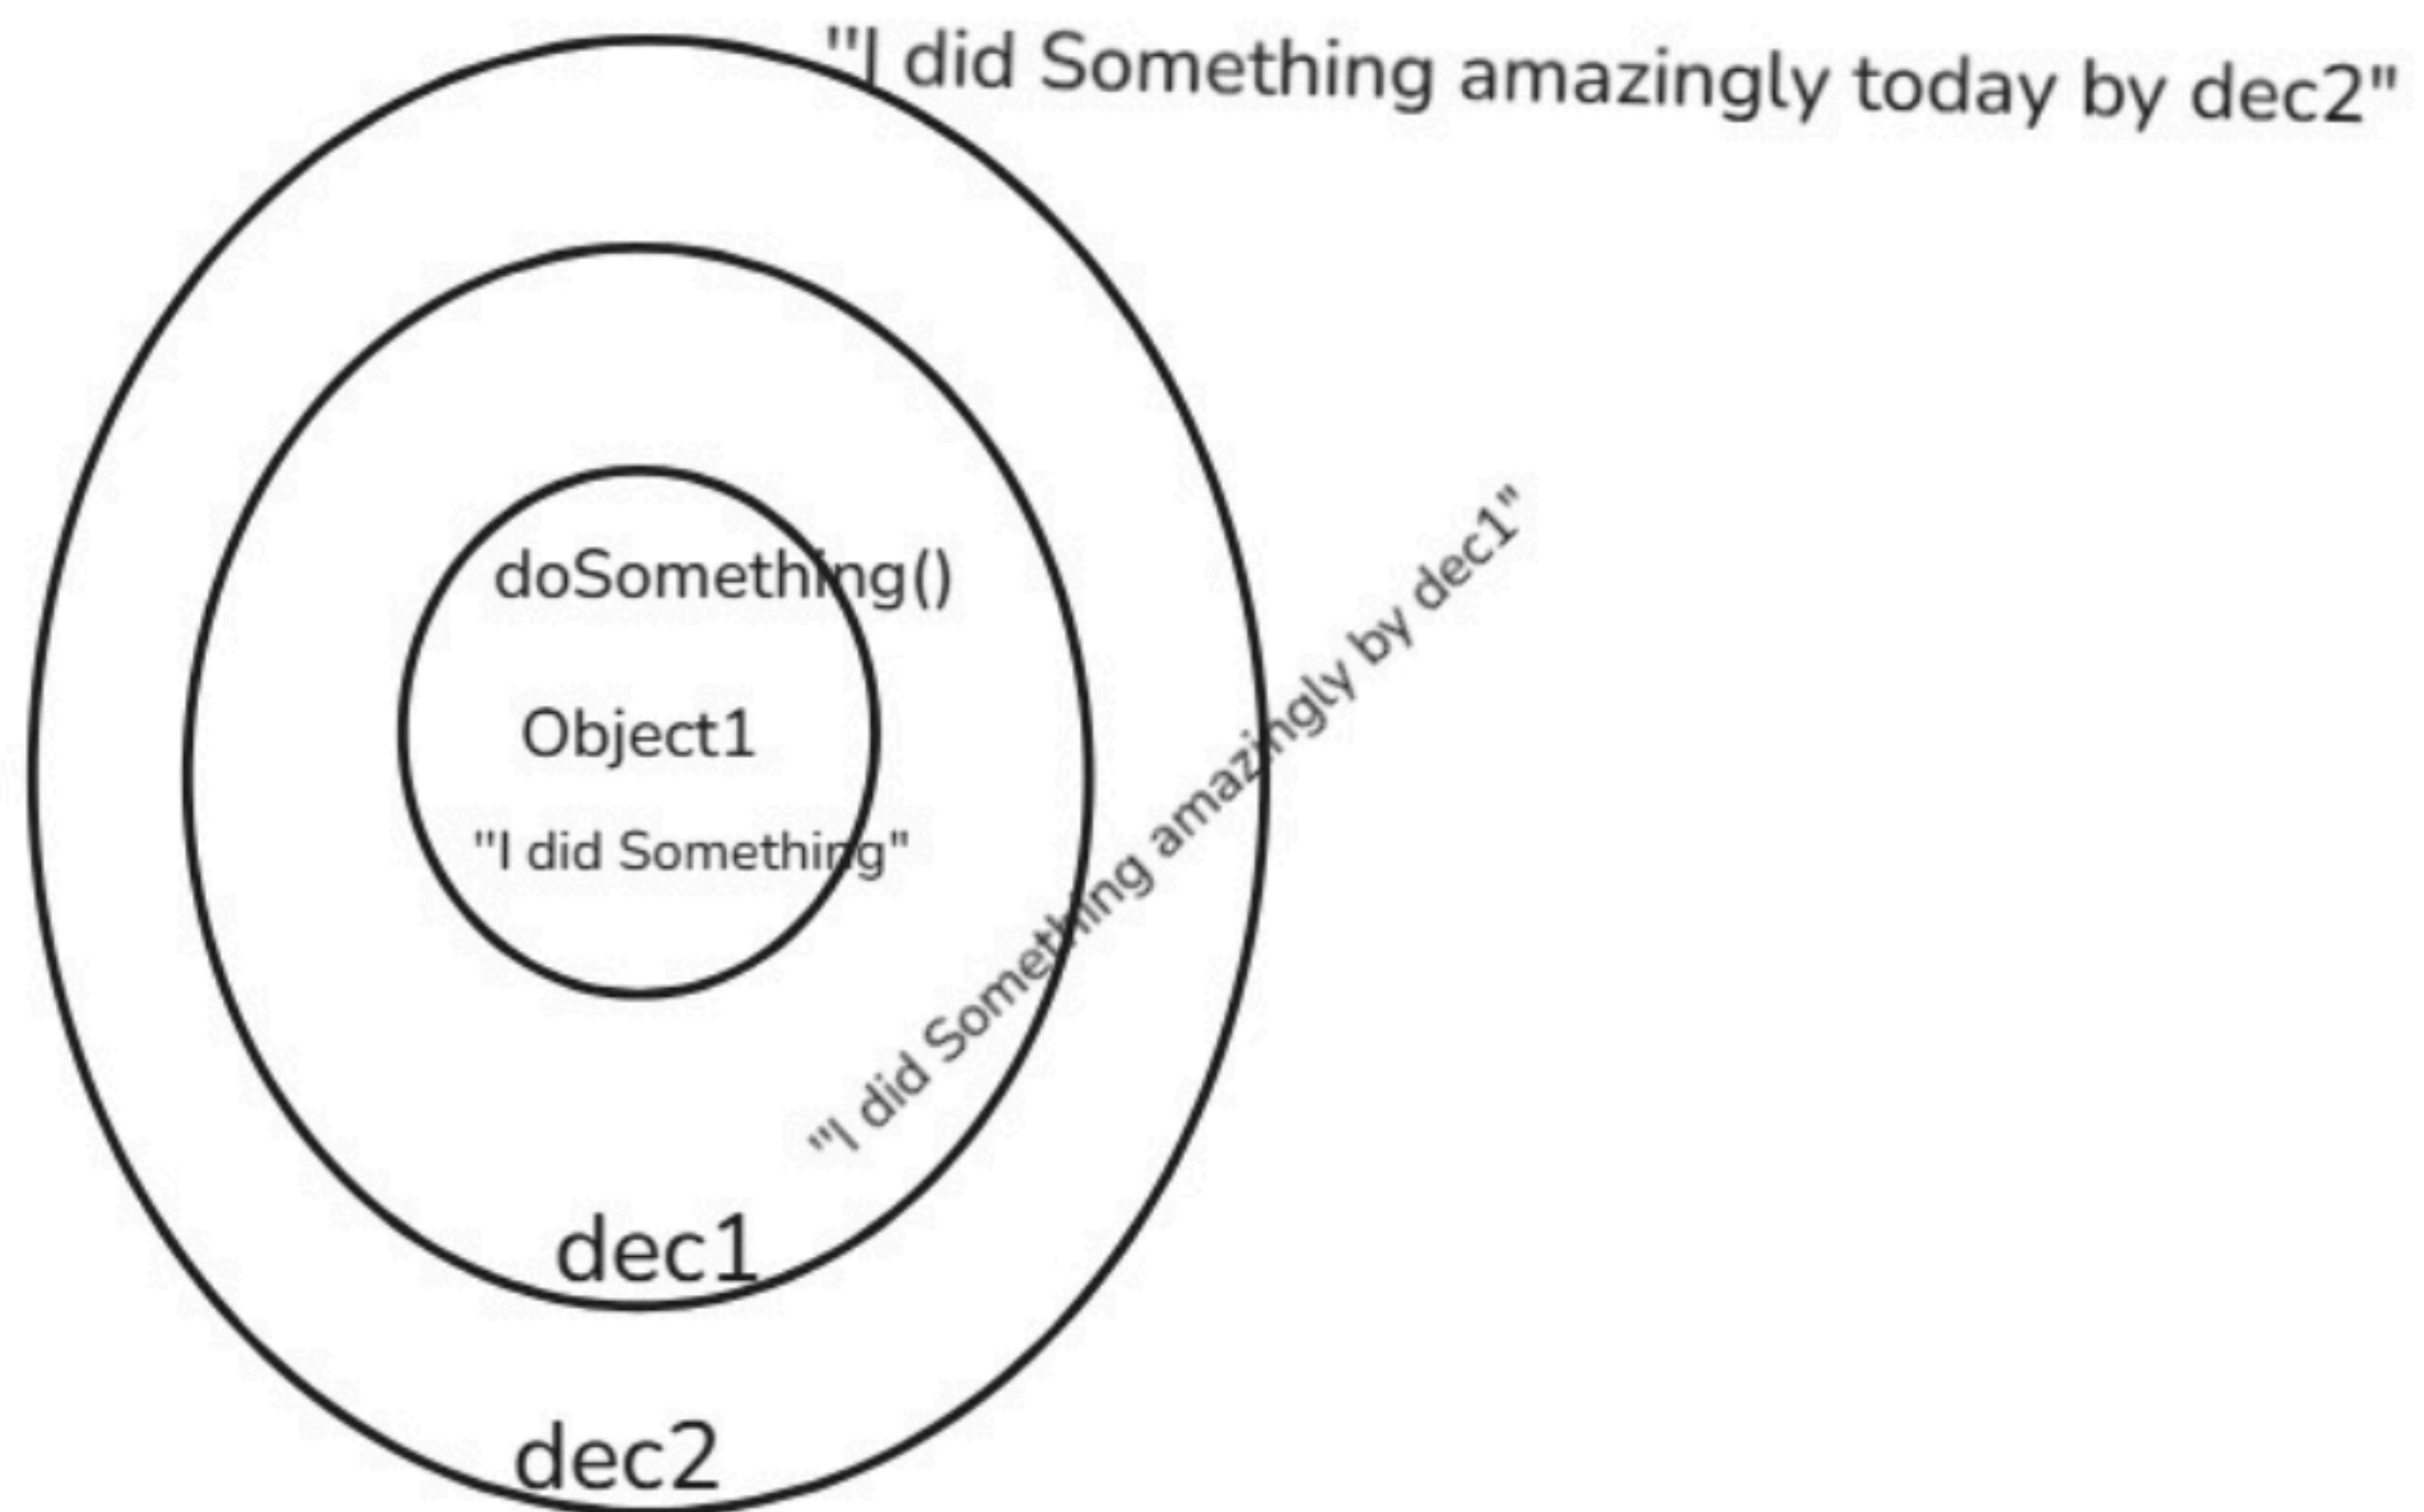 "I did Something amazingly today by dec2"
doSomething()
Object1
"I did Something"
"I did Something amazingly by dec1"
dec1
dec2